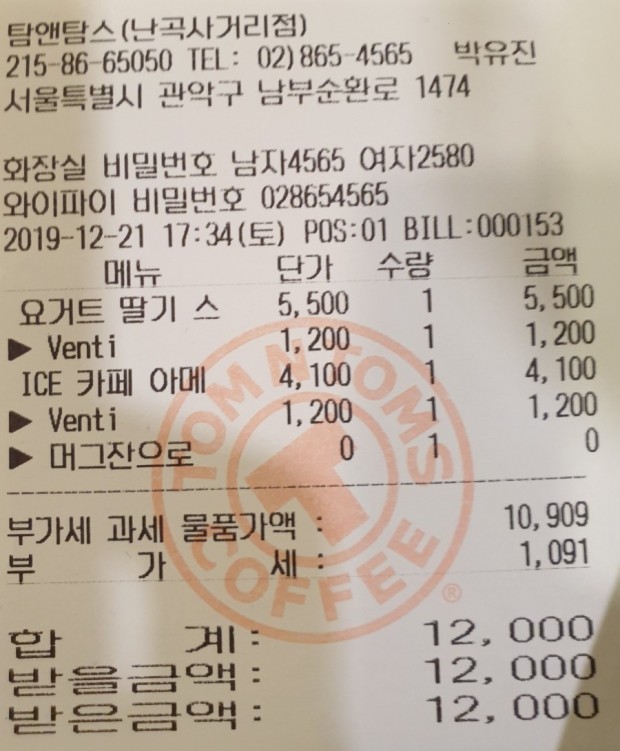 탐앤탐스(난곡사거리점)
215-86-65050 TEL: 02)865-4565 박유진
서울특별시 관악구 남부순환로 1474
화장실 비밀번호 남자4565 여자2580
와이파이 비밀번호 028654565
2019-12-21 17:34(토) POS:01 BILL:000153
메뉴 단가 수량 금액
요거트 딸기 스 5,500 1 5,500
▶ Venti 1,200 1 1,200
ICE 카페 아메 4,100 1 4,100
▶ Venti 1,200 1 1,200
▶ 머그잔으로 0 1 0
부가세 과세 물품가액 : 10,909
부 가 세 : 1,091
합 계: 12,000
받을금액: 12,000
받은금액: 12,000
TOM N TOMS
COFFEE ®